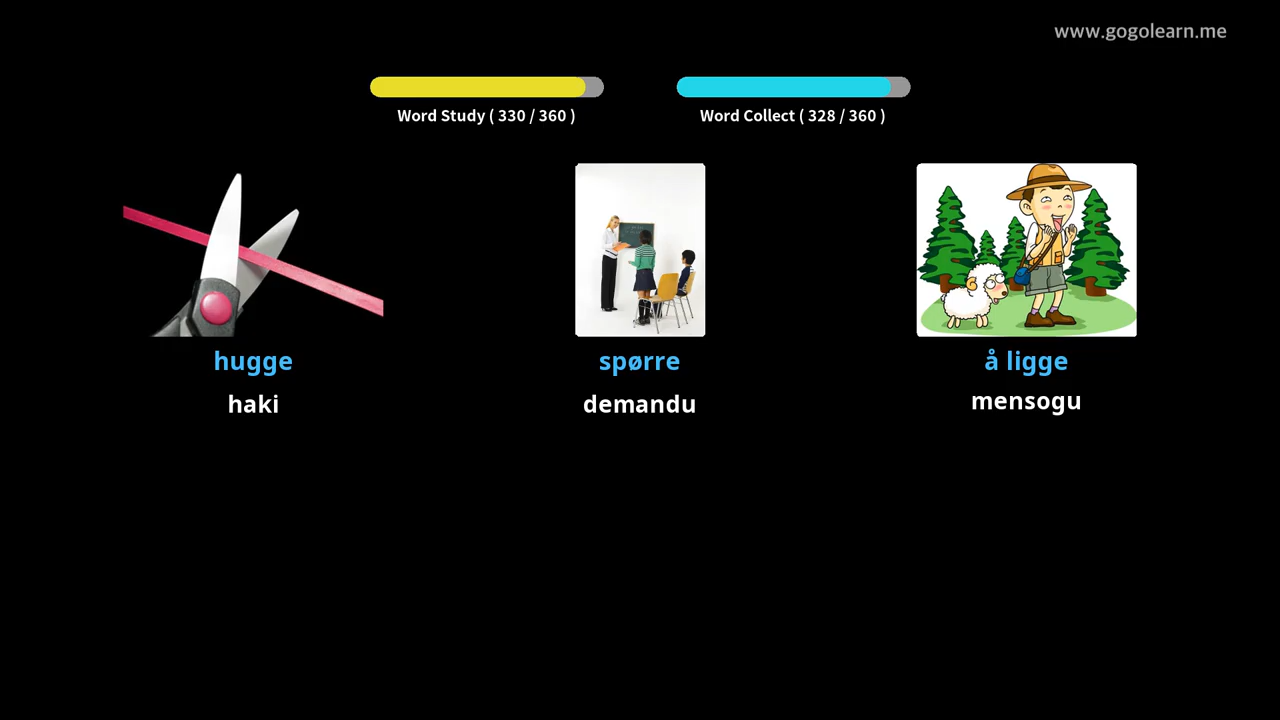 www.gogolearn.me
Word Study ( 330 / 360 )
Word Collect ( 328 / 360 )
hugge
spørre
å ligge
haki
demandu
mensogu